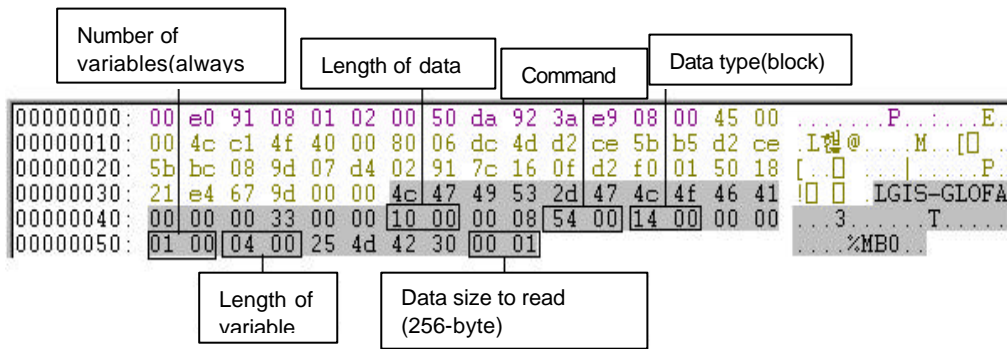 Number of
variables(always
Length of data
Command
Data type(block)
00000000: 00 e0 91 08 01 02 00 50 da 92 3a e9 08 00 45 00 .......P..:...E.
00000010: 00 4c c1 4f 40 00 80 06 dc 4d d2 ce 5b b5 d2 ce
00000020: 5b bc 08 9d 07 d4 02 91 7c 16 0f d2 f0 01 50 18
00000030: 21 e4 67 9d 00 00 4c 47 49 53 2d 47 4c 4f 46 41 LGIS-GLOFA
00000040: 00 00 00 33 00 00 10 00 00 08 54 00 14 00 00 00 ...3......T.....
00000050: 01 00 04 00 25 4d 42 30 00 01 ....%MB0..
Length of
variable
Data size to read
(256-byte)